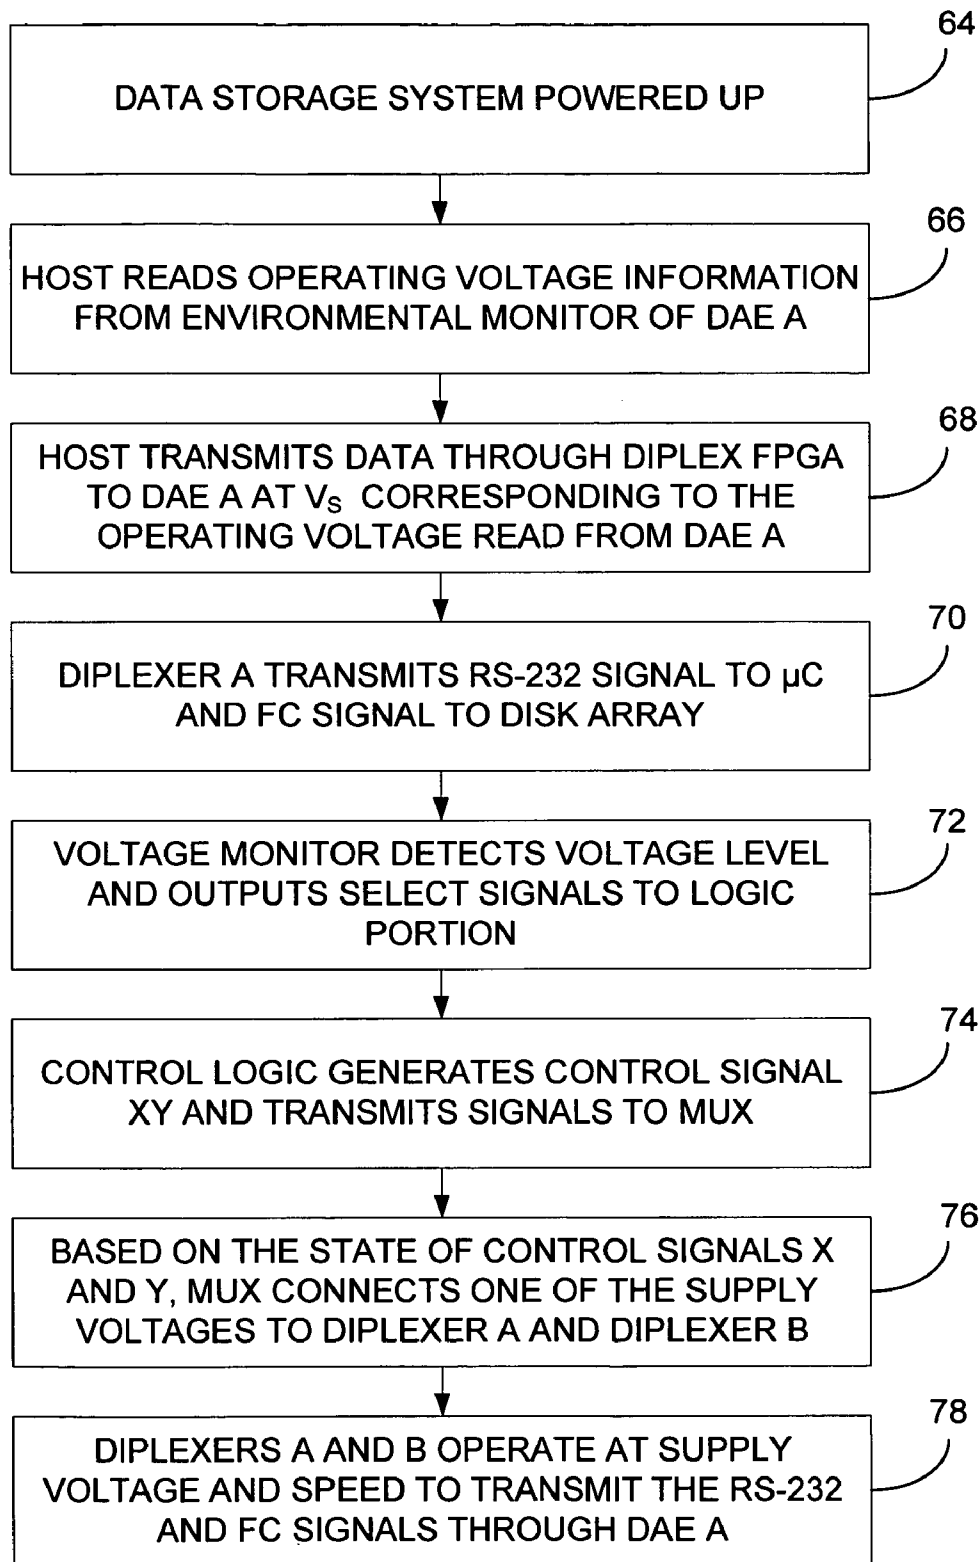 64
DATA STORAGE SYSTEM POWERED UP
66
HOST READS OPERATING VOLTAGE INFORMATION
FROM ENVIRONMENTAL MONITOR OF DAE A
68
HOST TRANSMITS DATA THROUGH DIPLEX FPGA
TO DAE A AT VS CORRESPONDING TO THE
OPERATING VOLTAGE READ FROM DAE A
70
DIPLEXER A TRANSMITS RS-232 SIGNAL TO µC
AND FC SIGNAL TO DISK ARRAY
72
VOLTAGE MONITOR DETECTS VOLTAGE LEVEL
AND OUTPUTS SELECT SIGNALS TO LOGIC
PORTION
74
CONTROL LOGIC GENERATES CONTROL SIGNAL
XY AND TRANSMITS SIGNALS TO MUX
76
BASED ON THE STATE OF CONTROL SIGNALS X
AND Y, MUX CONNECTS ONE OF THE SUPPLY
VOLTAGES TO DIPLEXER A AND DIPLEXER B
78
DIPLEXERS A AND B OPERATE AT SUPPLY
VOLTAGE AND SPEED TO TRANSMIT THE RS-232
AND FC SIGNALS THROUGH DAE A